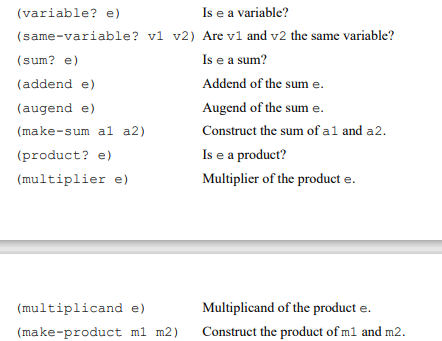 (variable? e) Is e a variable?
(same-variable? v1 v2) Are v1 and v2 the same variable?
(sum? e) Is e a sum?
(addend e) Addend of the sum e.
(augend e) Augend of the sum e.
(make-sum a1 a2) Construct the sum of a1 and a2.
(product? e) Is e a product?
(multiplier e) Multiplier of the product e.
(multiplicand e) Multiplicand of the product e.
(make-product m1 m2) Construct the product of m1 and m2.